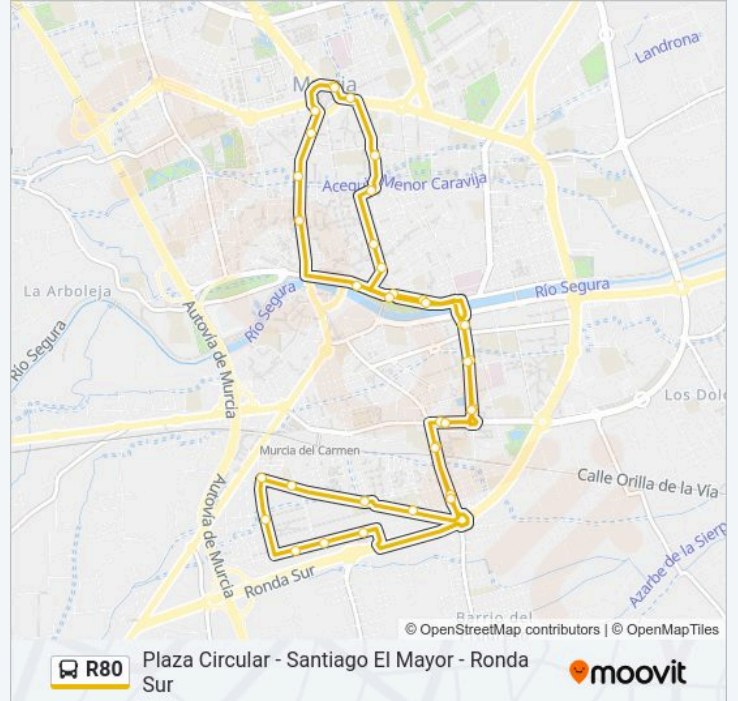 Landrona
Murcia
Acequia Menor Caravija
La Arboleja
Río Segura
Río Segura
Río Segura
Autovía de Murcia
Los Dolo
Murcia del Carmen
Calle Orilla de la Vía
Autovía de Murcia
Azarbe de la Sierp
Ronda Sur
Barrio del
© OpenStreetMap contributors | © OpenMapTiles
R80
Plaza Circular - Santiago El Mayor - Ronda
Sur
moovit